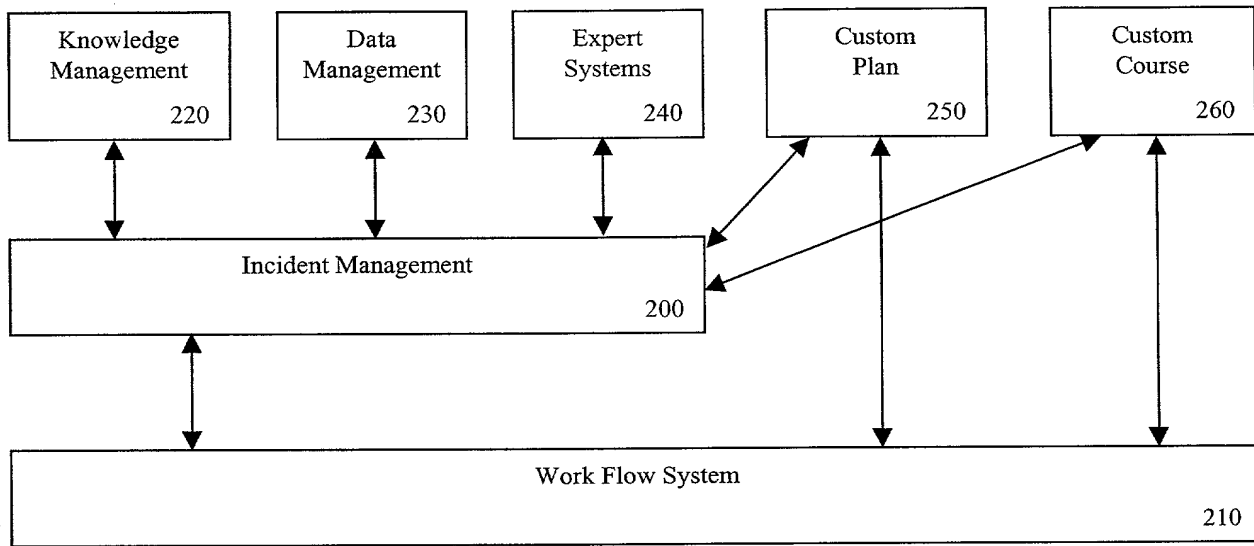 Knowledge
Management
220
Data
Management
230
Expert
Systems
240
Custom
Plan
250
Custom
Course
260
Incident Management
200
Work Flow System
210